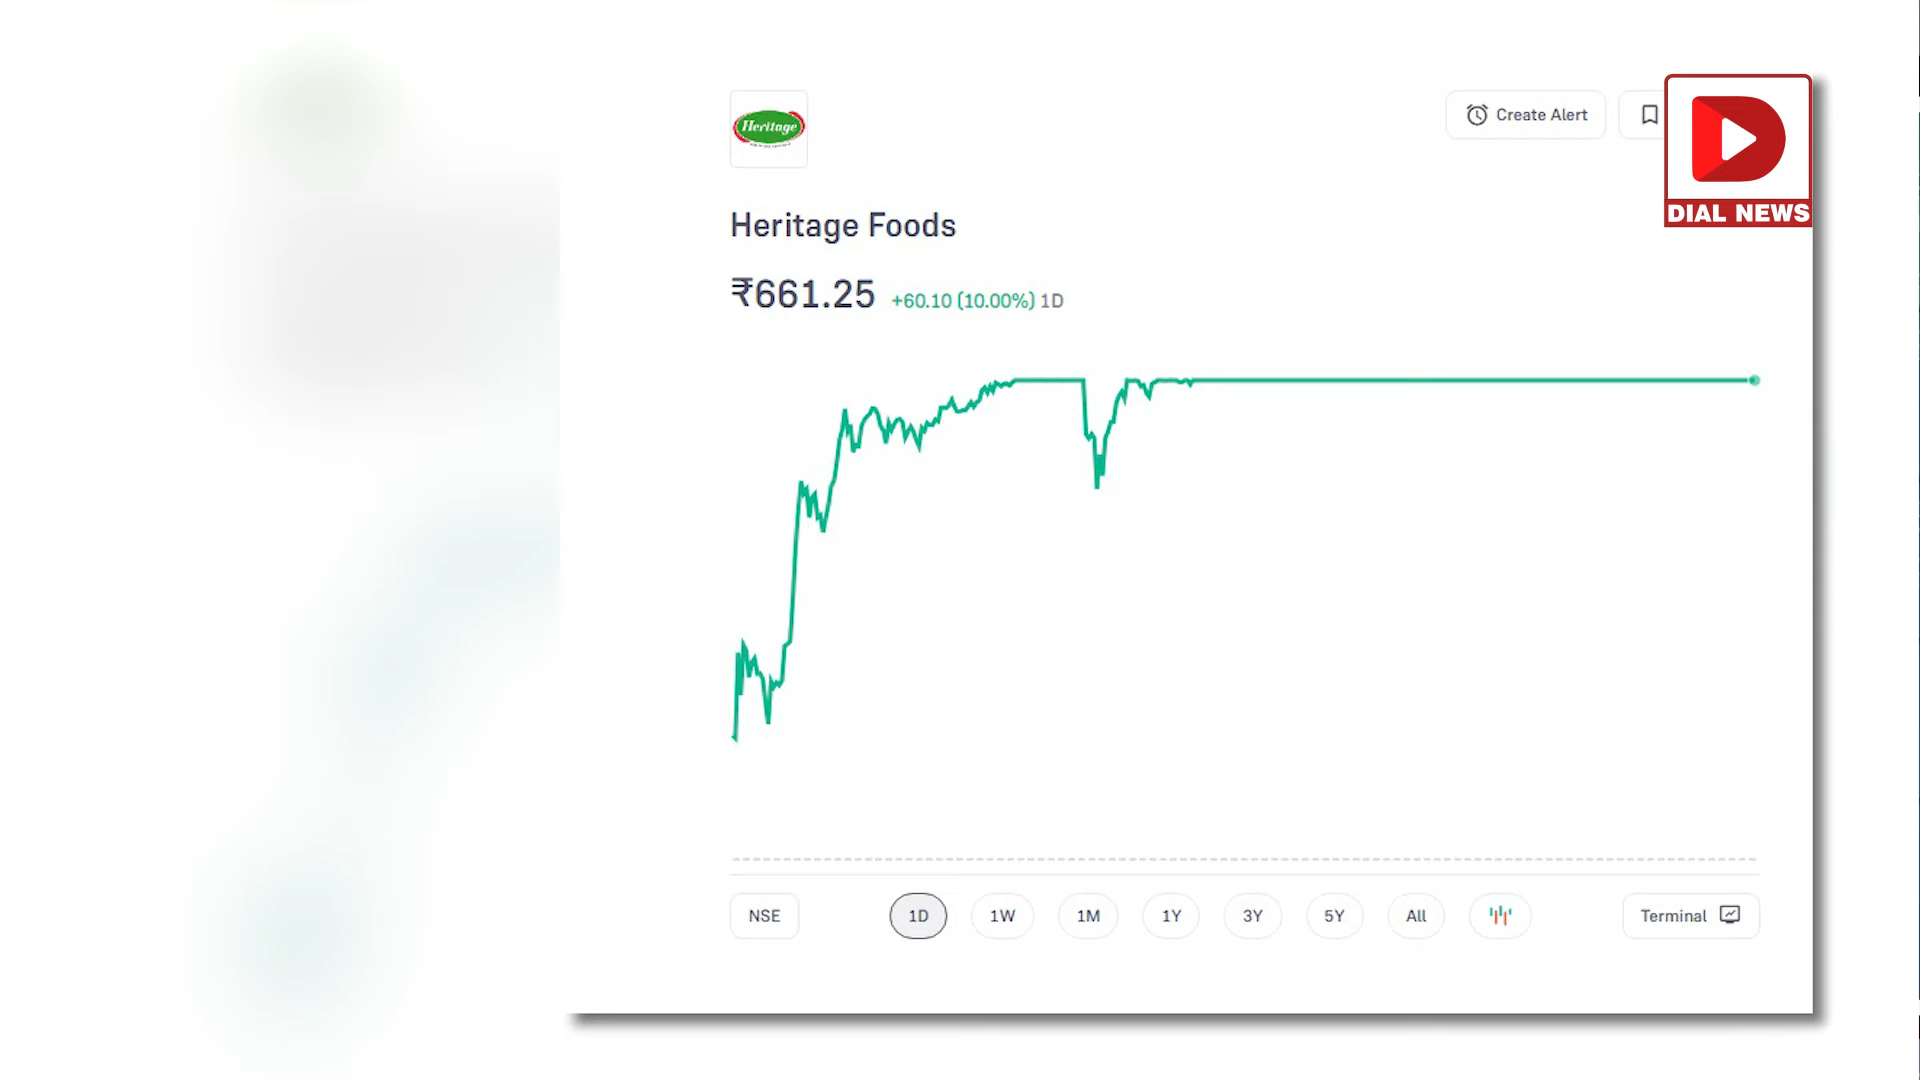 Heritage
Create Alert
DIAL NEWS
Heritage Foods
₹661.25 +60.10 (10.00%) 1D
NSE 1D 1W 1M 1Y 3Y 5Y All Terminal